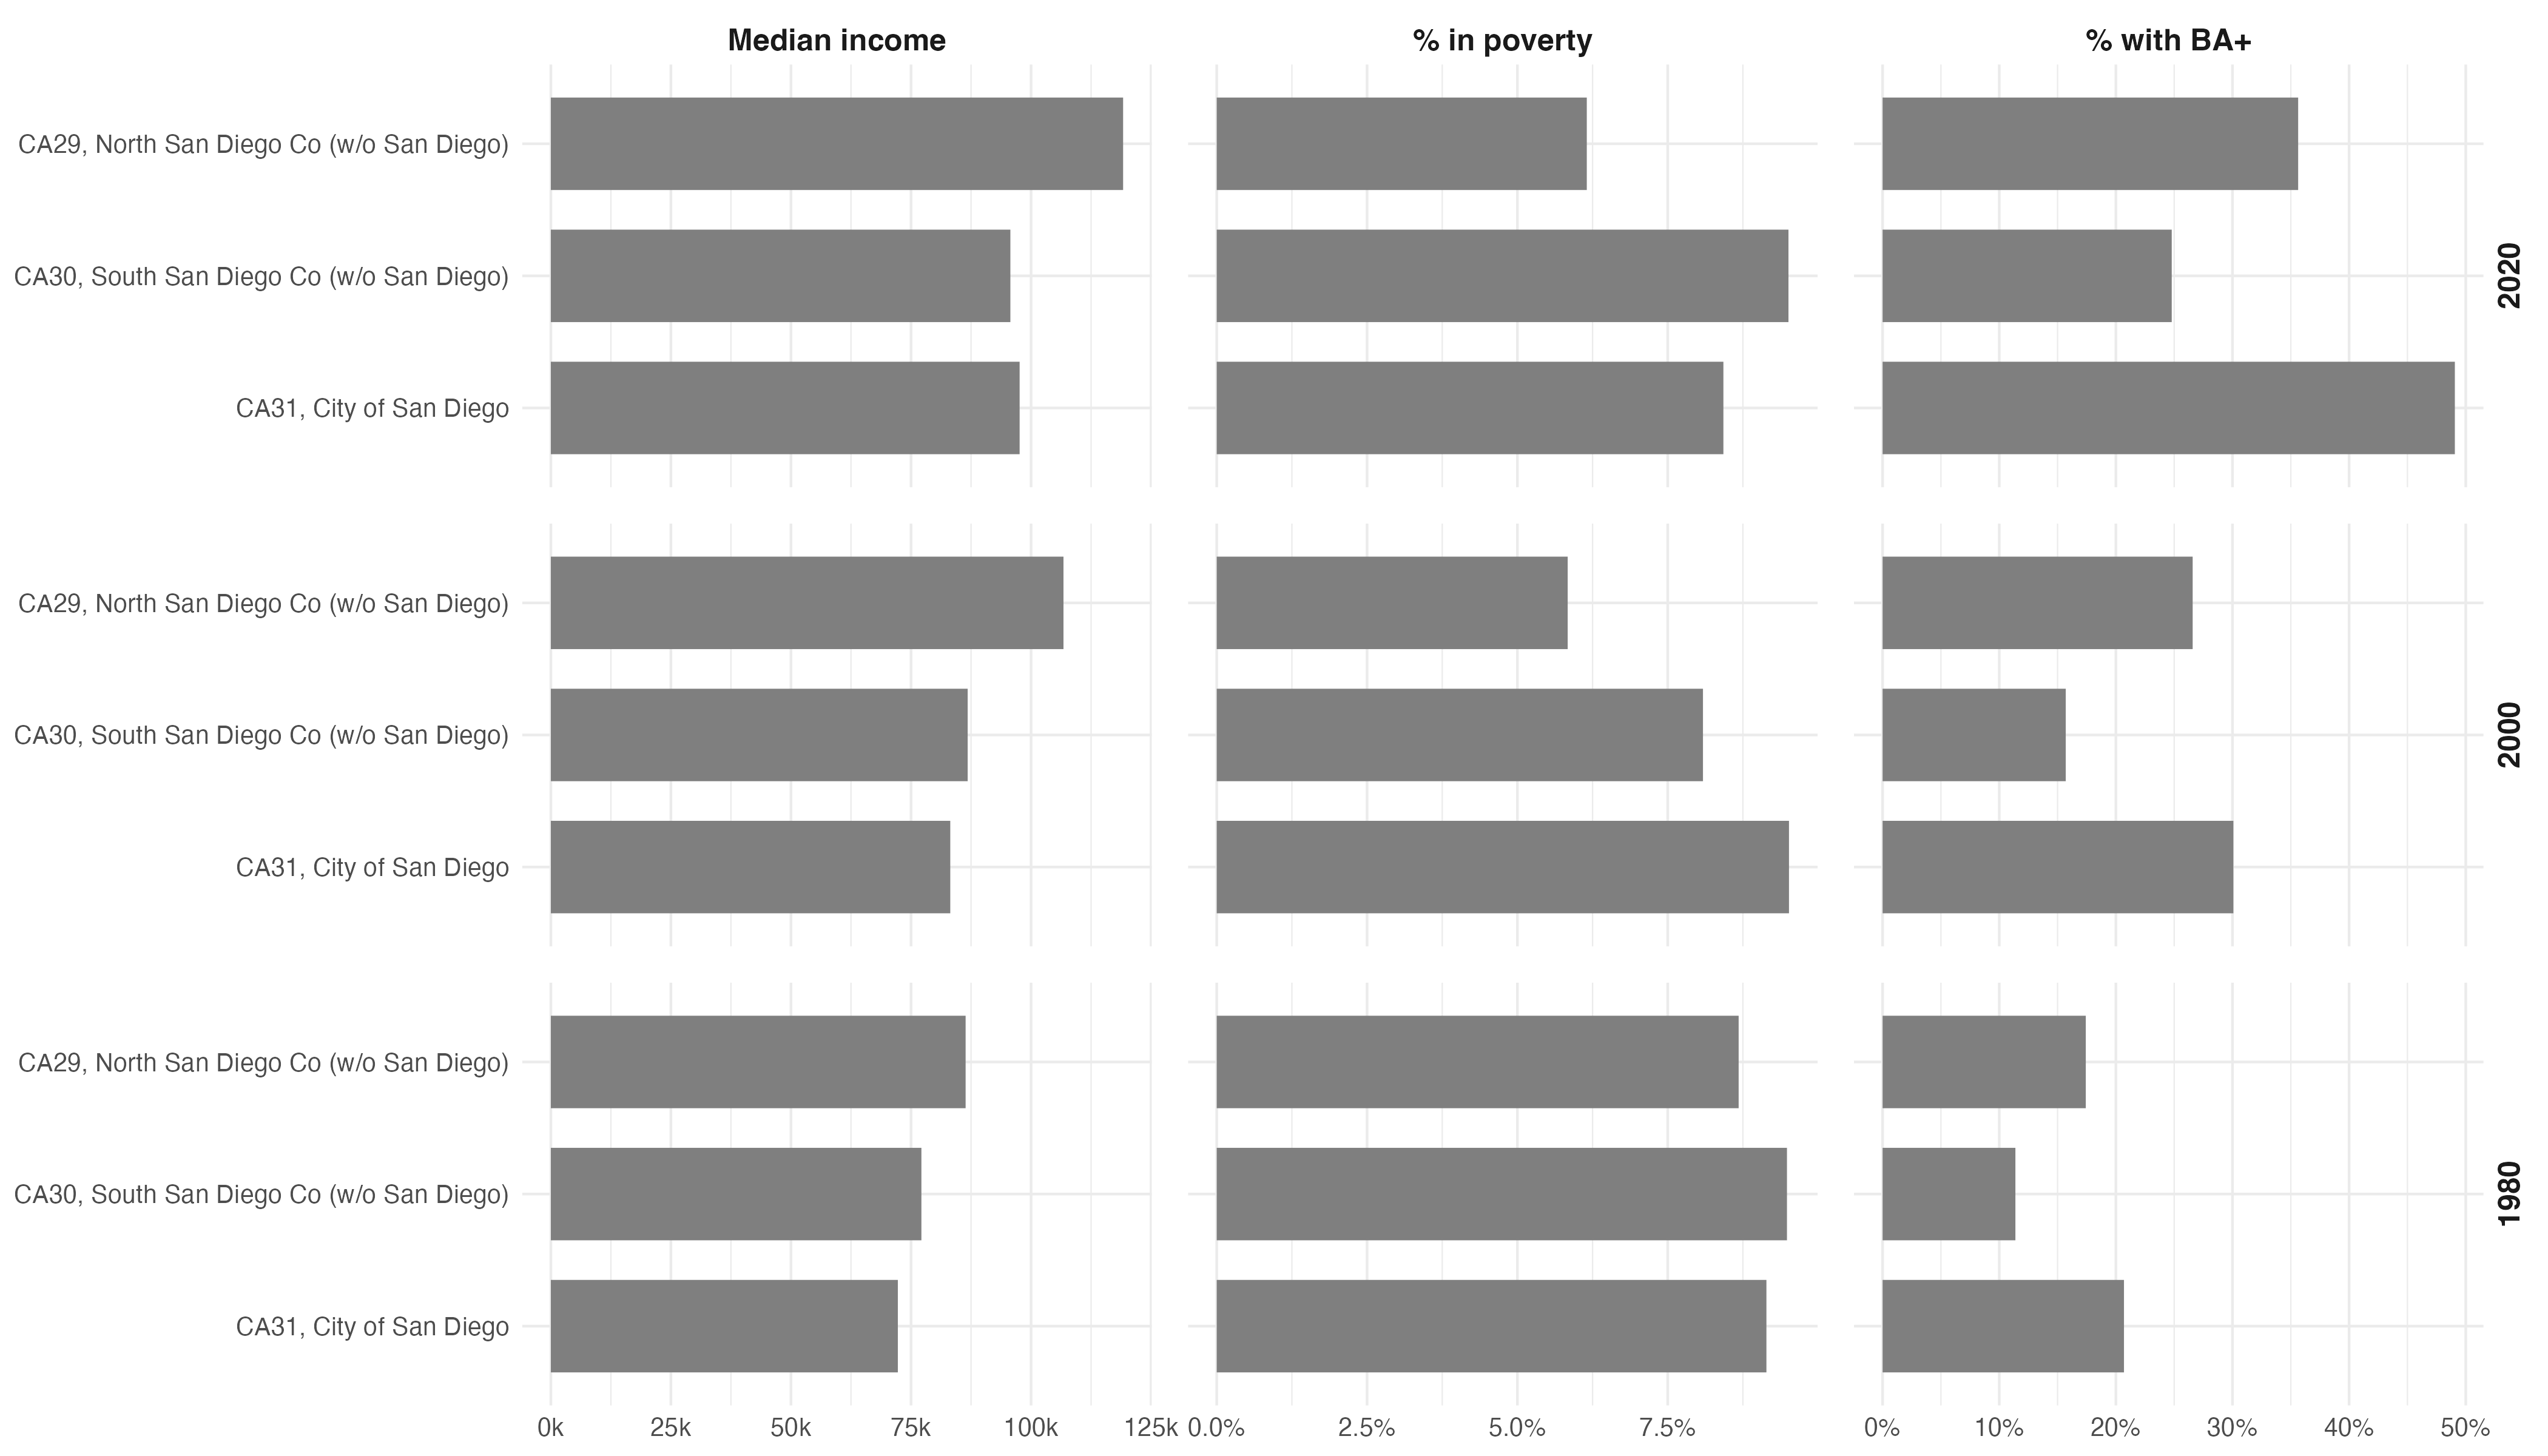 Median income
% in poverty
% with BA+
CA29, North San Diego Co (w/o San Diego)
CA30, South San Diego Co (w/o San Diego)
CA31, City of San Diego
2020
CA29, North San Diego Co (w/o San Diego)
CA30, South San Diego Co (w/o San Diego)
CA31, City of San Diego
2000
CA29, North San Diego Co (w/o San Diego)
CA30, South San Diego Co (w/o San Diego)
CA31, City of San Diego
1980
0k 25k 50k 75k 100k 125k
0.0% 2.5% 5.0% 7.5%
0% 10% 20% 30% 40% 50%